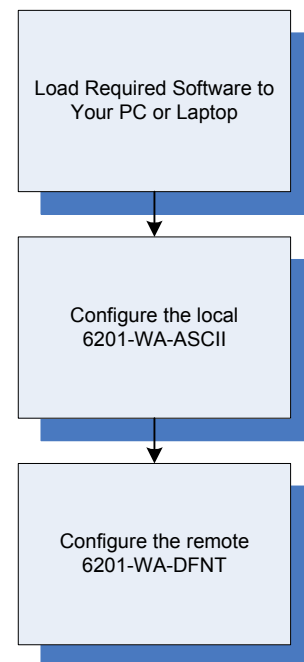 Load Required Software to
Your PC or Laptop
Configure the local
6201-WA-ASCII
Configure the remote
6201-WA-DFNT